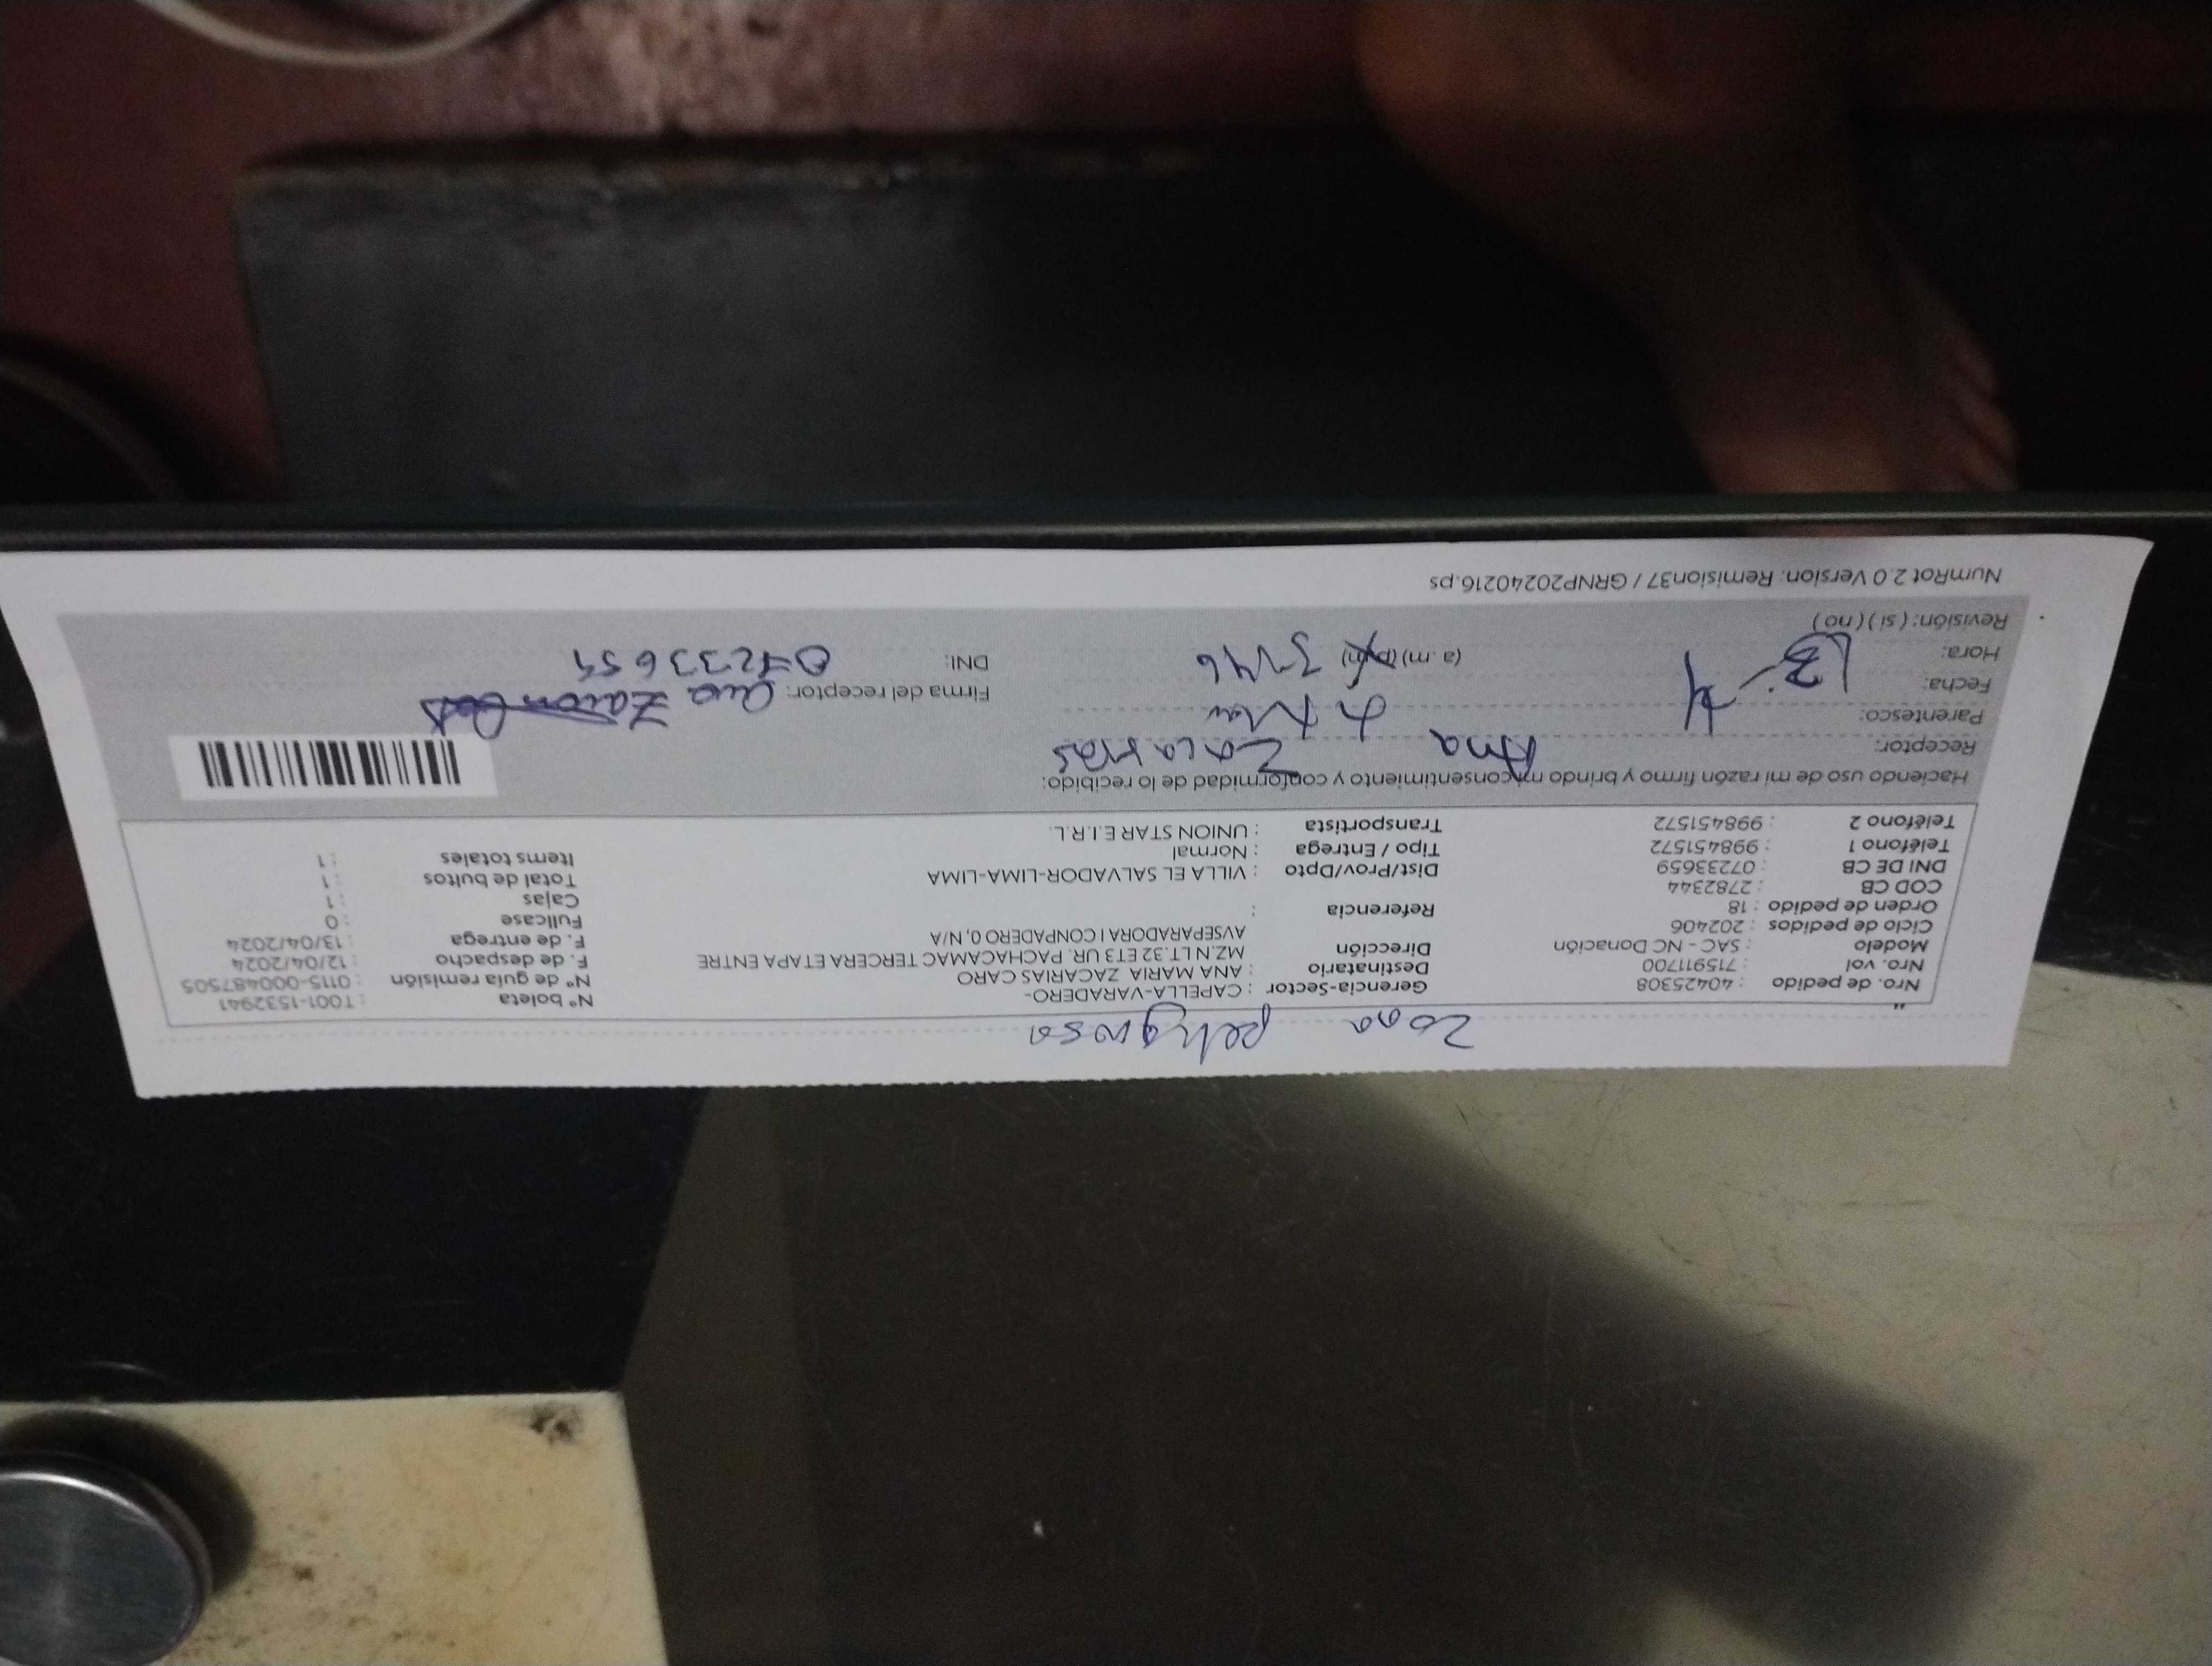 Zona peligrosa
Nro. de pedido : 40425308 Gerencia-Sector : CAPELLA-VARADERO- N° boleta : T001-1532941
Nro. vol : 715911700 Destinatario : ANA MARIA ZACARIAS CARO N° de guía remisión : 0115-000487505
Modelo : SAC - NC Donación Dirección MZ.N LT.32 ET3 UR. PACHACAMAC TERCERA ETAPA ENTRE F. de despacho : 12/04/2024
Ciclo de pedidos : 202406 AVSEPARADORA I CONPADERO 0, N/A F. de entrega : 13/04/2024
Orden de pedido : 18 Referencia : Fullcase : 0
COD CB : 2782344 Cajas : 1
DNI DE CB : 07233659 Dist/Prov/Dpto : VILLA EL SALVADOR-LIMA-LIMA Total de bultos : 1
Teléfono 1 : 998451572 Tipo / Entrega : Normal Items totales : 1
Teléfono 2 : 998451572 Transportista : UNION STAR E.I.R.L.
Haciendo uso de mi razón firmo y brindo mi consentimiento y conformidad de lo recibido:
Receptor: Ana Zacarias
Parentesco:
Fecha: 13-4 Firma del receptor:
Hora: (a.m) (p.m) 3:46 DNI: 07233659
Revisión: ( si ) ( no )
NumRot 2.0 Version: Remision37 / GRNP20240216.ps